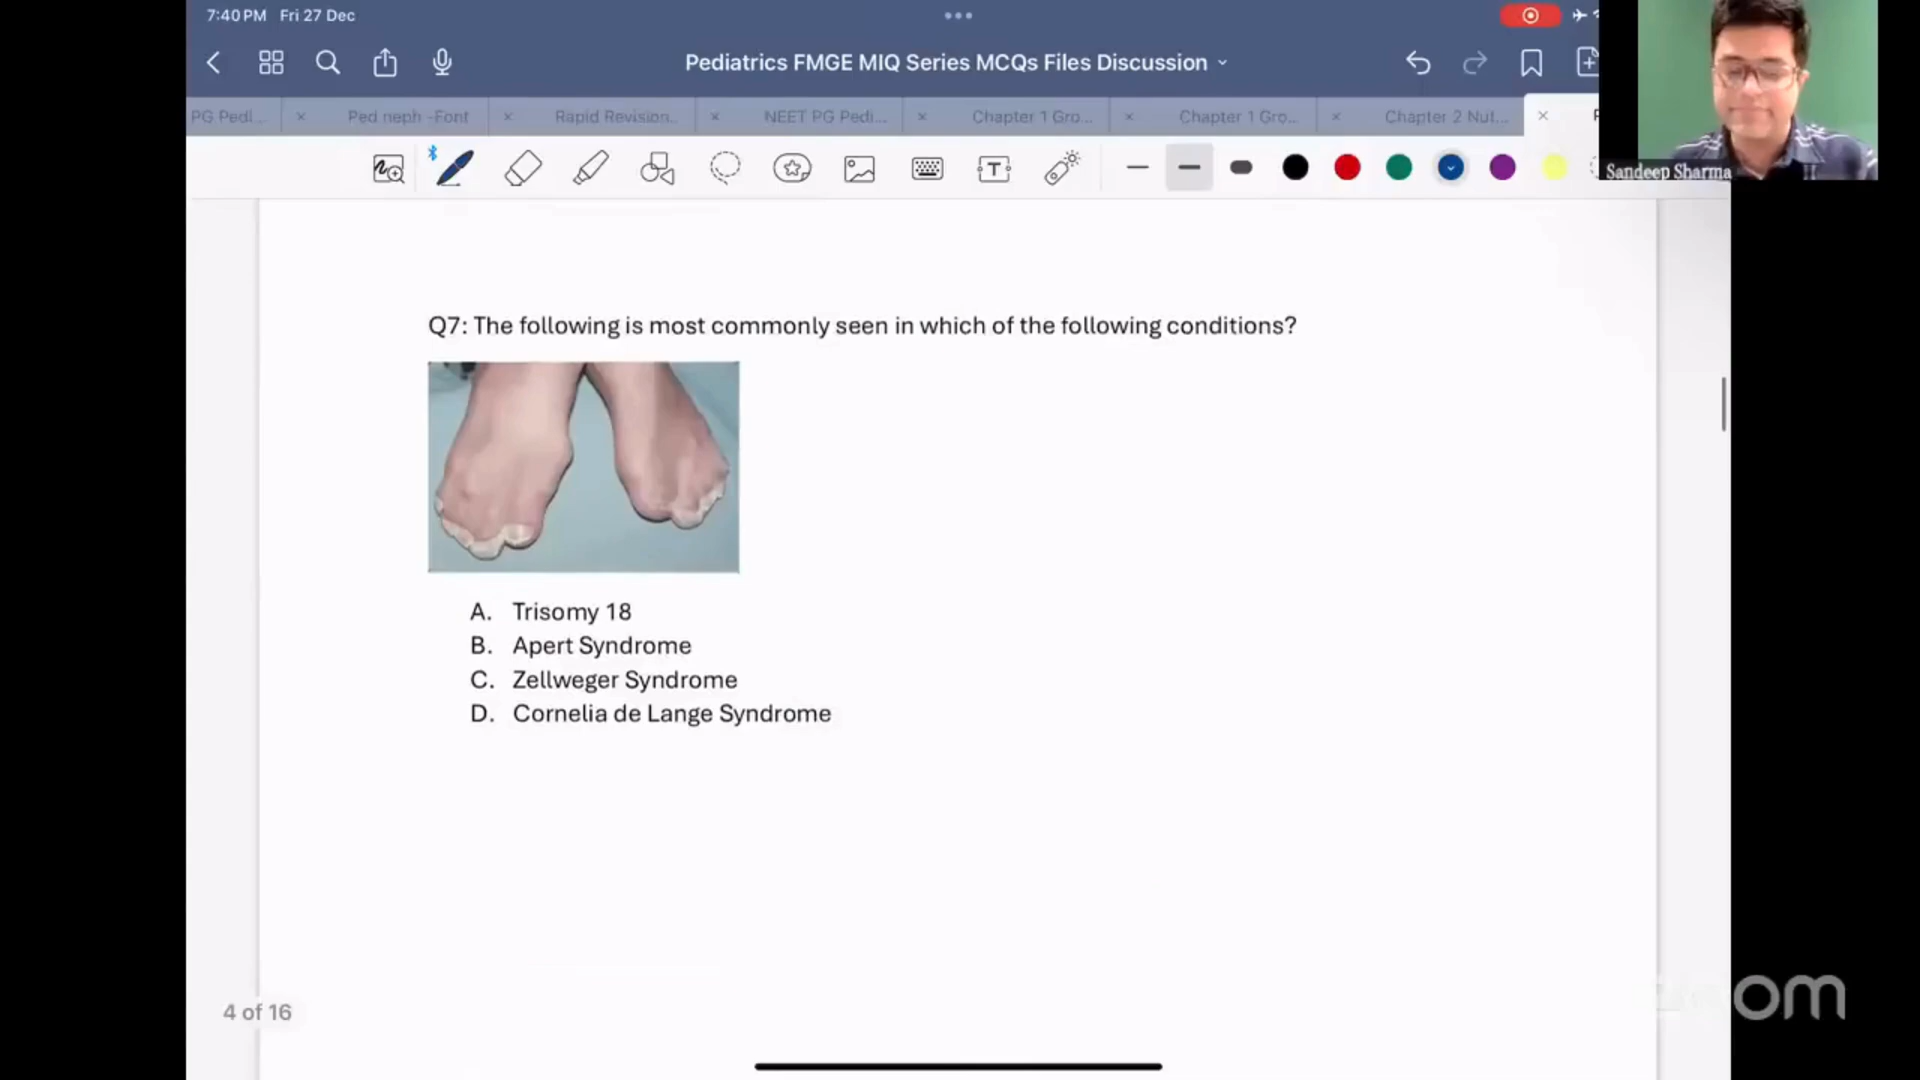 7:40 PM Fri 27 Dec
Pediatrics FMGE MIQ Series MCQs Files Discussion
PG Pedi... Ped neph -Font Rapid Revision... NEET PG Pedi... Chapter 1 Gro... Chapter 1 Gro... Chapter 2 Nut...
Sandeep Sharma
Q7: The following is most commonly seen in which of the following conditions?
A. Trisomy 18
B. Apert Syndrome
C. Zellweger Syndrome
D. Cornelia de Lange Syndrome
4 of 16